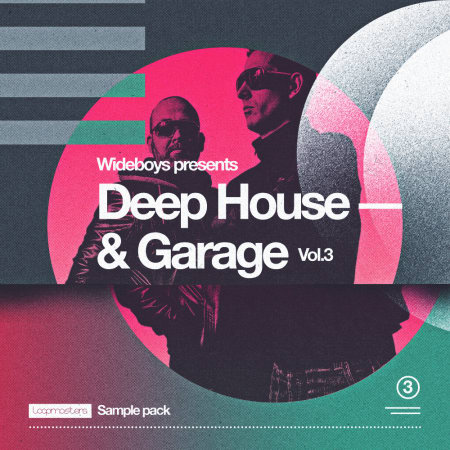 Wideboys presents
Deep House —
& Garage Vol.3
3
Loopmasters Sample pack